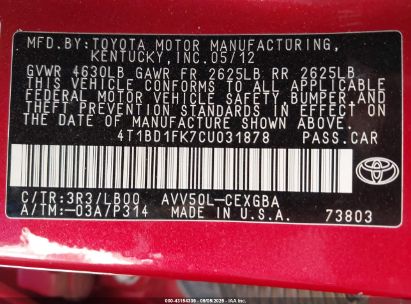 MFD.BY:TOYOTA MOTOR MANUFACTURING,
KENTUCKY,INC.05/12
GVWR 4630LB GAWR FR 2625LB RR 2625LB
THIS VEHICLE CONFORMS TO ALL APPLICABLE
FEDERAL MOTOR VEHICLE SAFETY,BUMPER,AND
THEFT PREVENTION STANDARDS IN EFFECT ON
THE DATE OF MANUFACTURE SHOWN ABOVE.
4T1BD1FK7CU031878 PASS.CAR
C/TR:3R3/LB00 AVV50L-CEXGBA
A/TM:-03A/P314 MADE IN U.S.A. 73803
TOYOTA